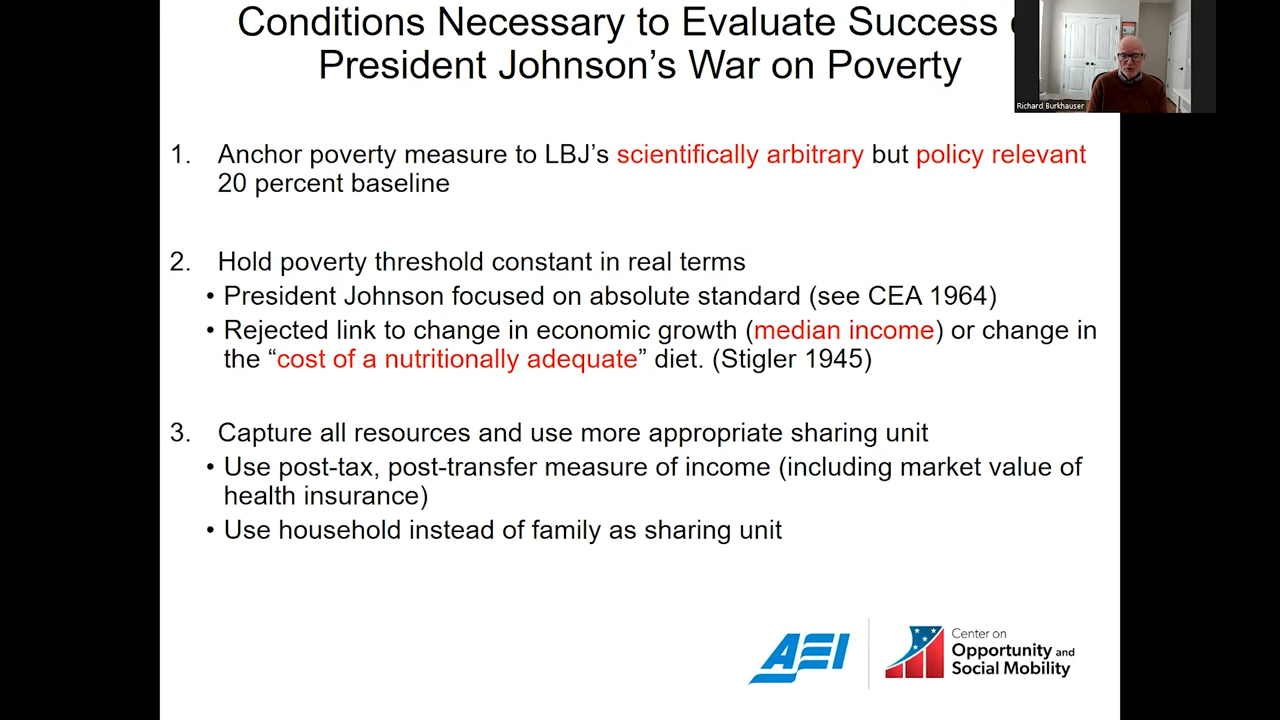 Conditions Necessary to Evaluate Success
President Johnson's War on Poverty
Richard Burkhauser
1. Anchor poverty measure to LBJ's scientifically arbitrary but policy relevant
20 percent baseline
2. Hold poverty threshold constant in real terms
• President Johnson focused on absolute standard (see CEA 1964)
• Rejected link to change in economic growth (median income) or change in
the “cost of a nutritionally adequate” diet. (Stigler 1945)
3. Capture all resources and use more appropriate sharing unit
• Use post-tax, post-transfer measure of income (including market value of
health insurance)
• Use household instead of family as sharing unit
AEI
Center on
Opportunity and
Social Mobility